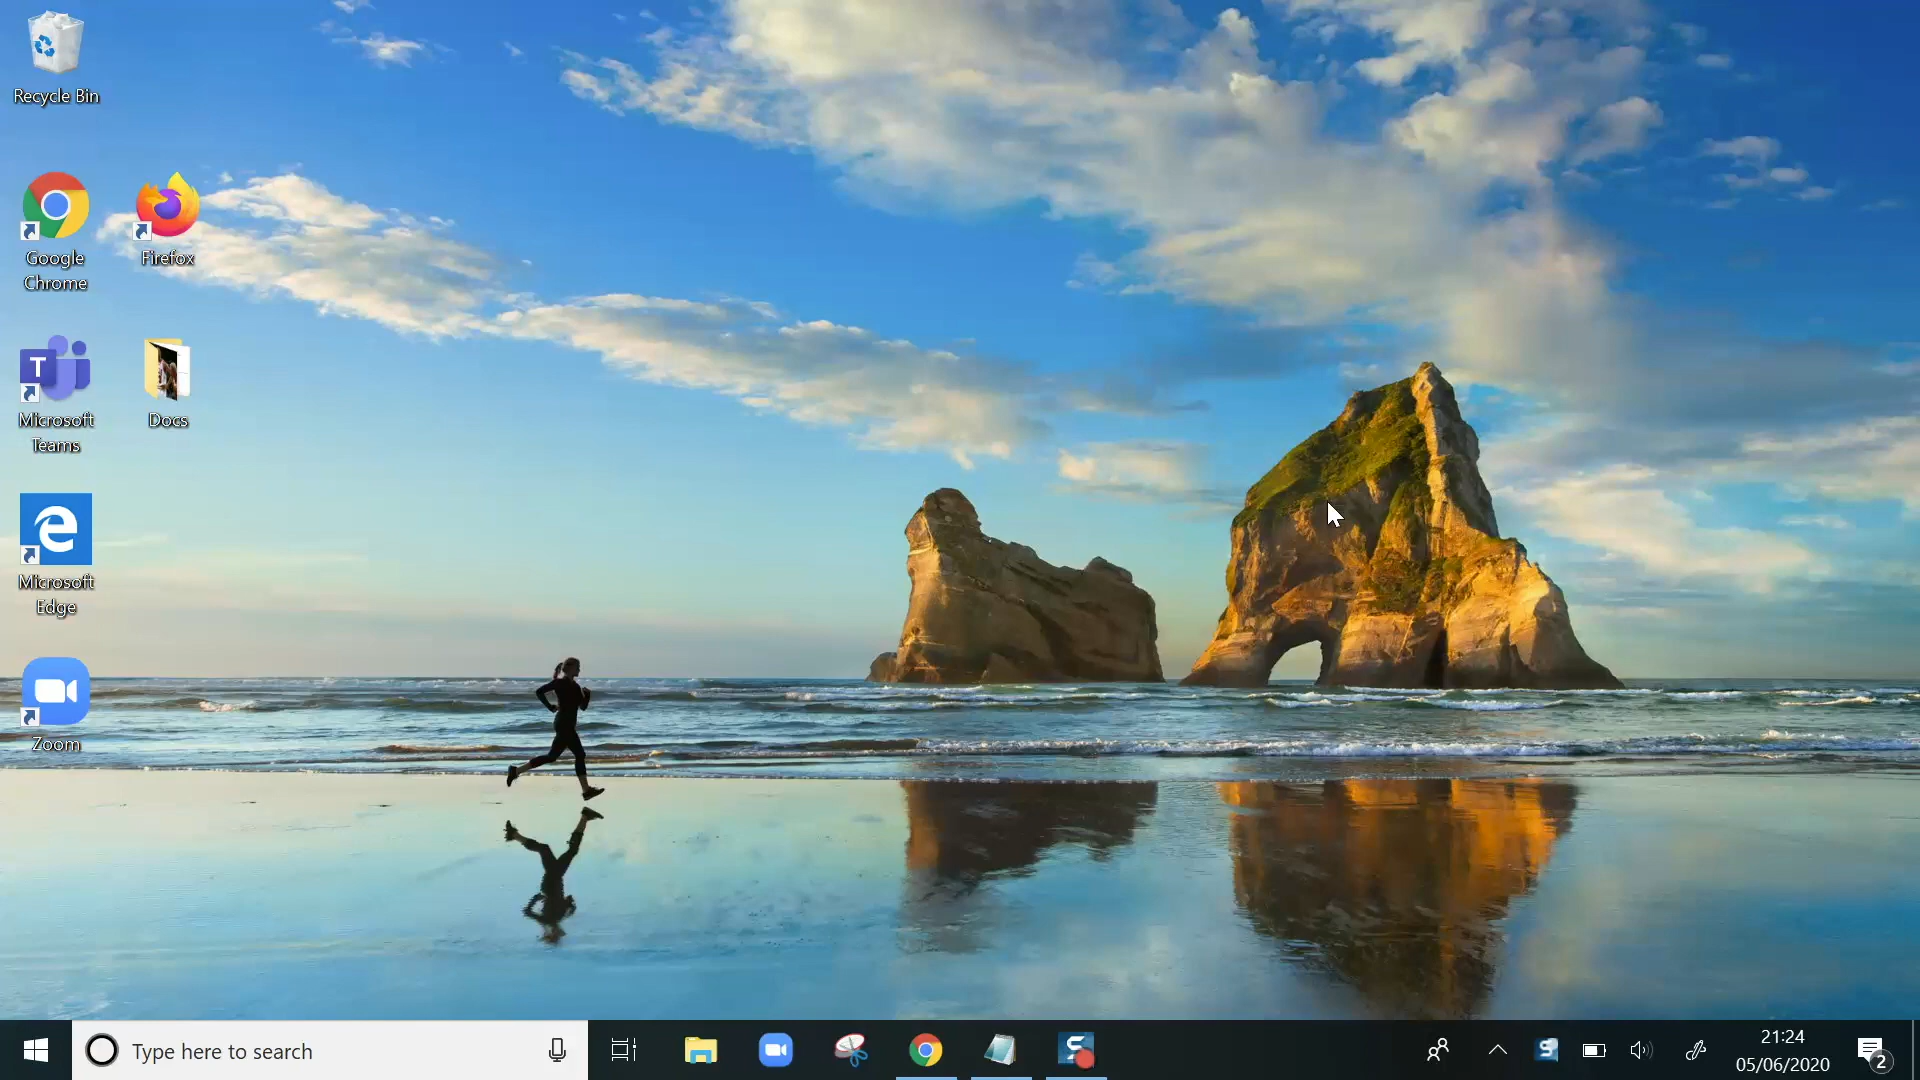 Recycle Bin
Google
Chrome
Firefox
T
Microsoft
Teams
Docs
Microsoft
Edge
Zoom
Type here to search
S
S
21:24
05/06/2020
2